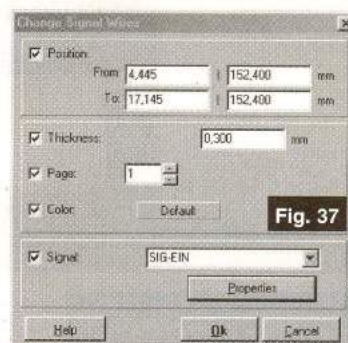 Change Signal Wires
Position:
From: 4,445 | 152,400 mm
To: 17,145 | 152,400 mm
Thickness: 0,300 mm
Page: 1
Color: Default
Fig. 37
Signal: SIG-EIN
Properties
Help Ok Cancel